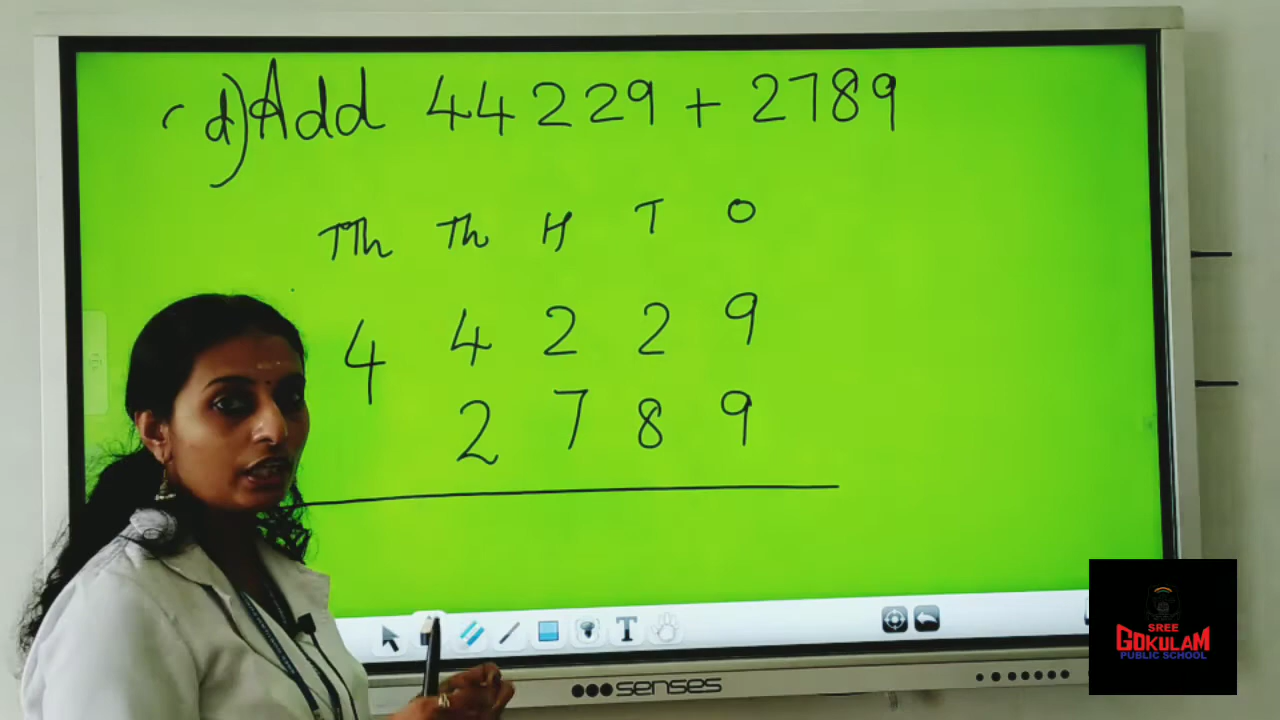 d) Add 44229 + 2789
TTh Th H T O
4 4 2 2 9
2 7 8 9
T
senses
SREE
GOKULAM
PUBLIC SCHOOL